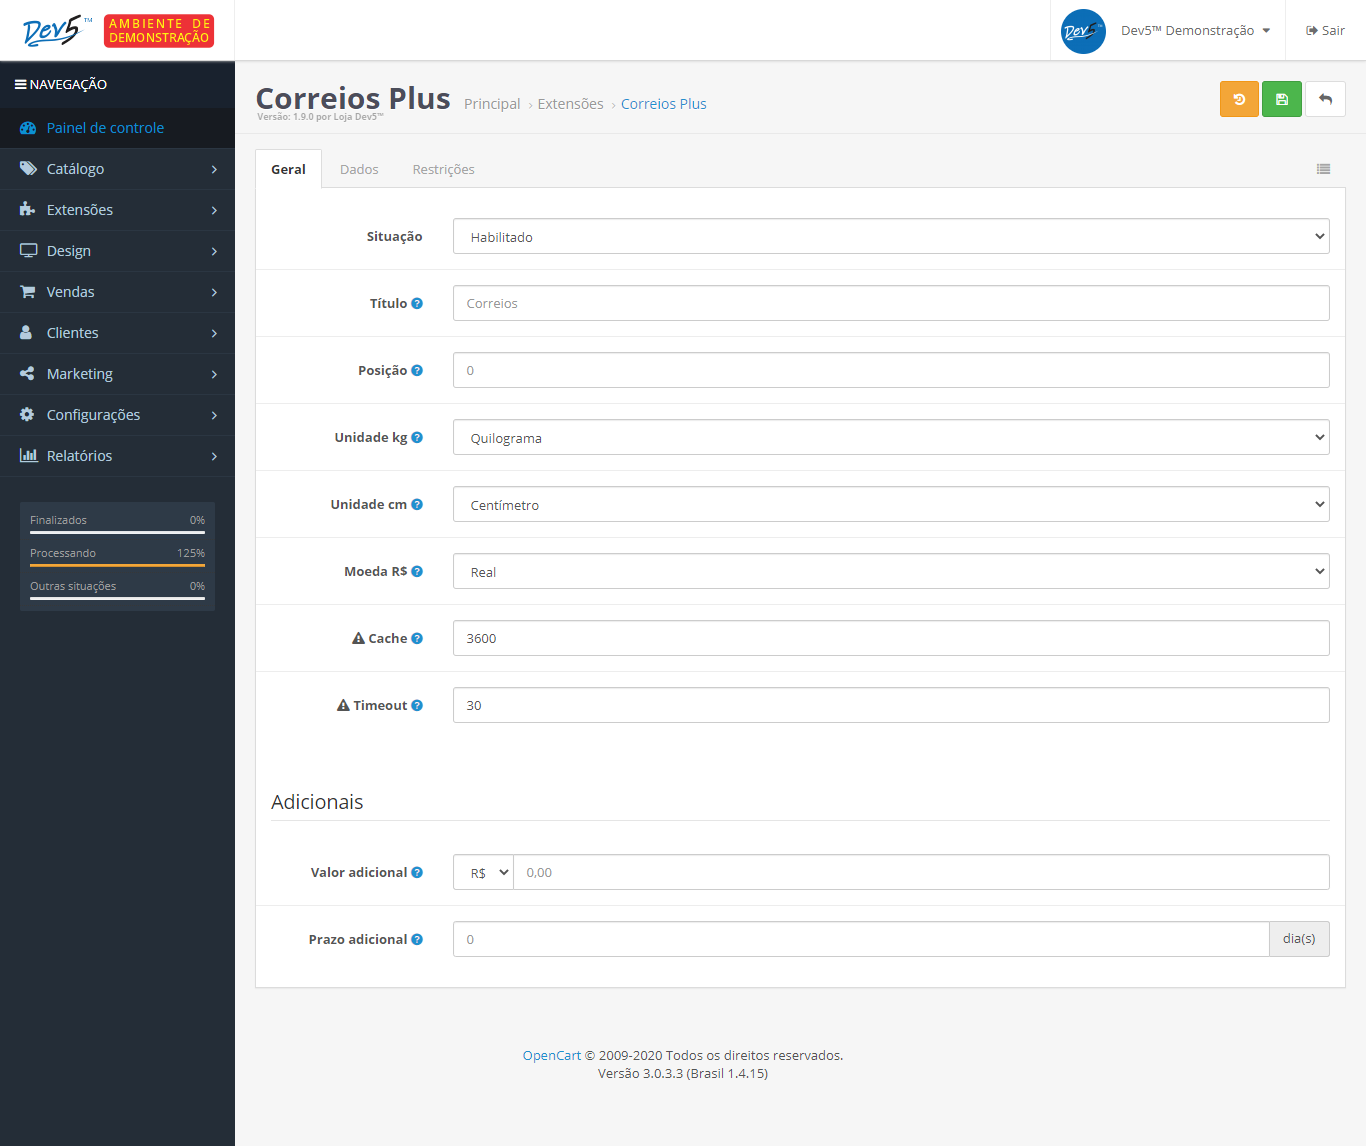 Dev5™
AMBIENTE DE
DEMONSTRAÇÃO
Dev5™
Dev5™ Demonstração
Sair
NAVEGAÇÃO
Painel de controle
Catálogo
Extensões
Design
Vendas
Clientes
Marketing
Configurações
Relatórios
Finalizados 0%
Processando 125%
Outras situações 0%
Correiros Plus Principal › Extensões › Correios Plus
Versão: 1.9.0 por Loja Dev5™
Geral Dados Restrições
Situação Habilitado
Título Correios
Posição 0
Unidade kg Quilograma
Unidade cm Centímetro
Moeda R$ Real
Cache 3600
Timeout 30
Adicionais
Valor adicional R$ 0,00
Prazo adicional 0 dia(s)
OpenCart © 2009-2020 Todos os direitos reservados.
Versão 3.0.3.3 (Brasil 1.4.15)